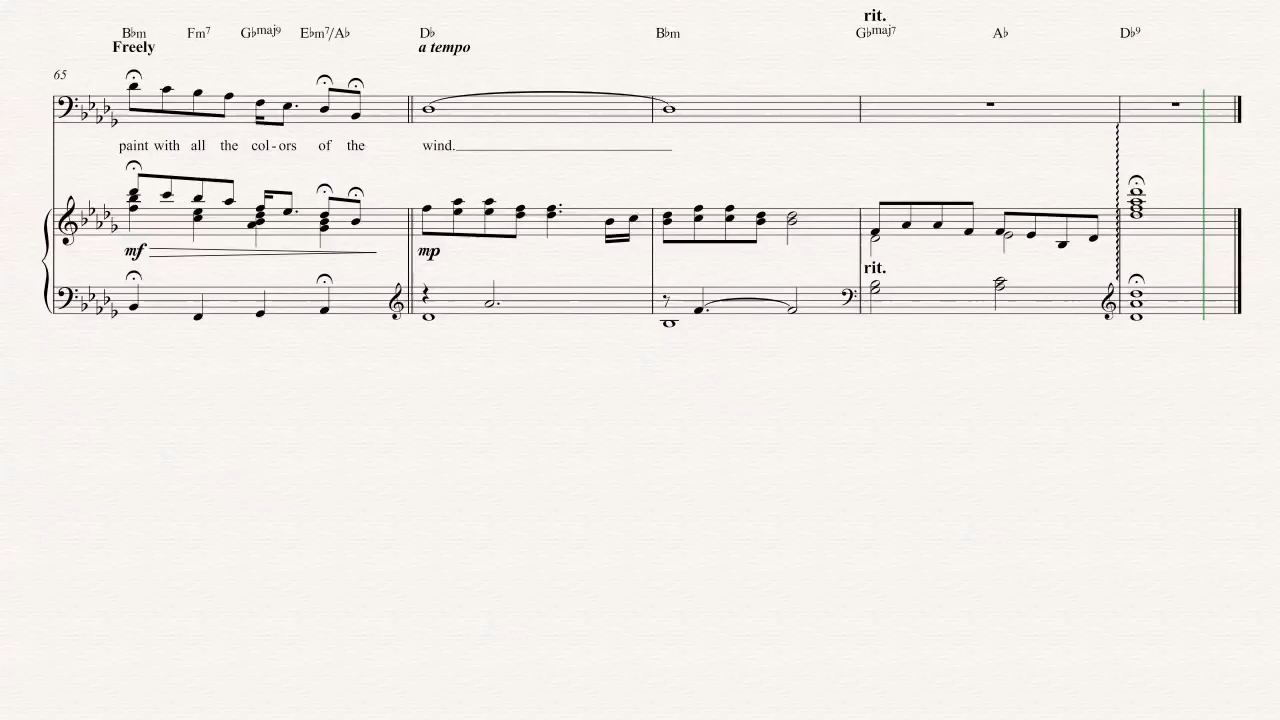 rit.
B♭m Fm7 G♭maj9 E♭m7/A♭ D♭ B♭m G♭maj7 A♭ D♭9
Freely a tempo
65
paint with all the col - ors of the wind.
mf mp
rit.